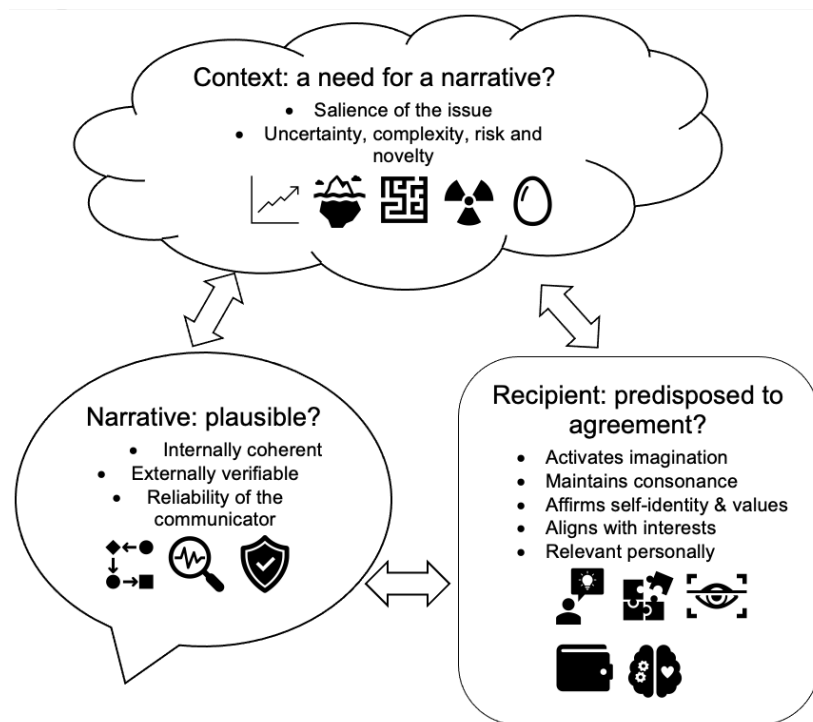 Context: a need for a narrative?
• Salience of the issue
• Uncertainty, complexity, risk and
novelty
Narrative: plausible?
• Internally coherent
• Externally verifiable
• Reliability of the
communicator
Recipient: predisposed to
agreement?
• Activates imagination
• Maintains consonance
• Affirms self-identity & values
• Aligns with interests
• Relevant personally